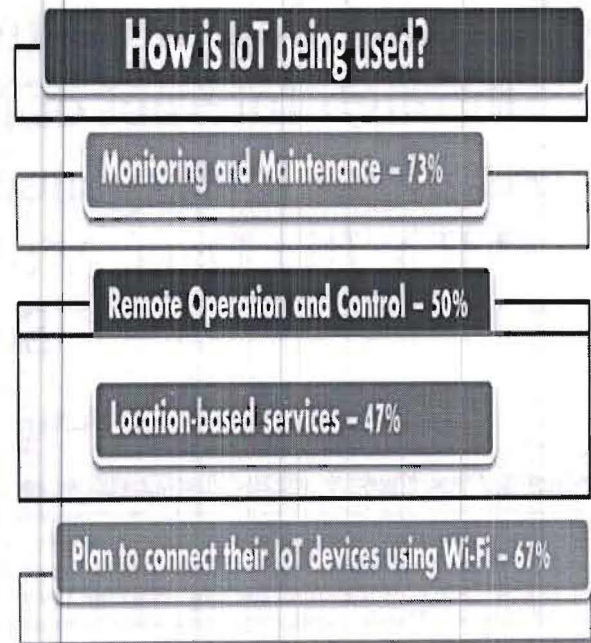 How is IoT being used?
Monitoring and Maintenance – 73%
Remote Operation and Control – 50%
Location-based services – 47%
Plan to connect their IoT devices using Wi-Fi – 67%